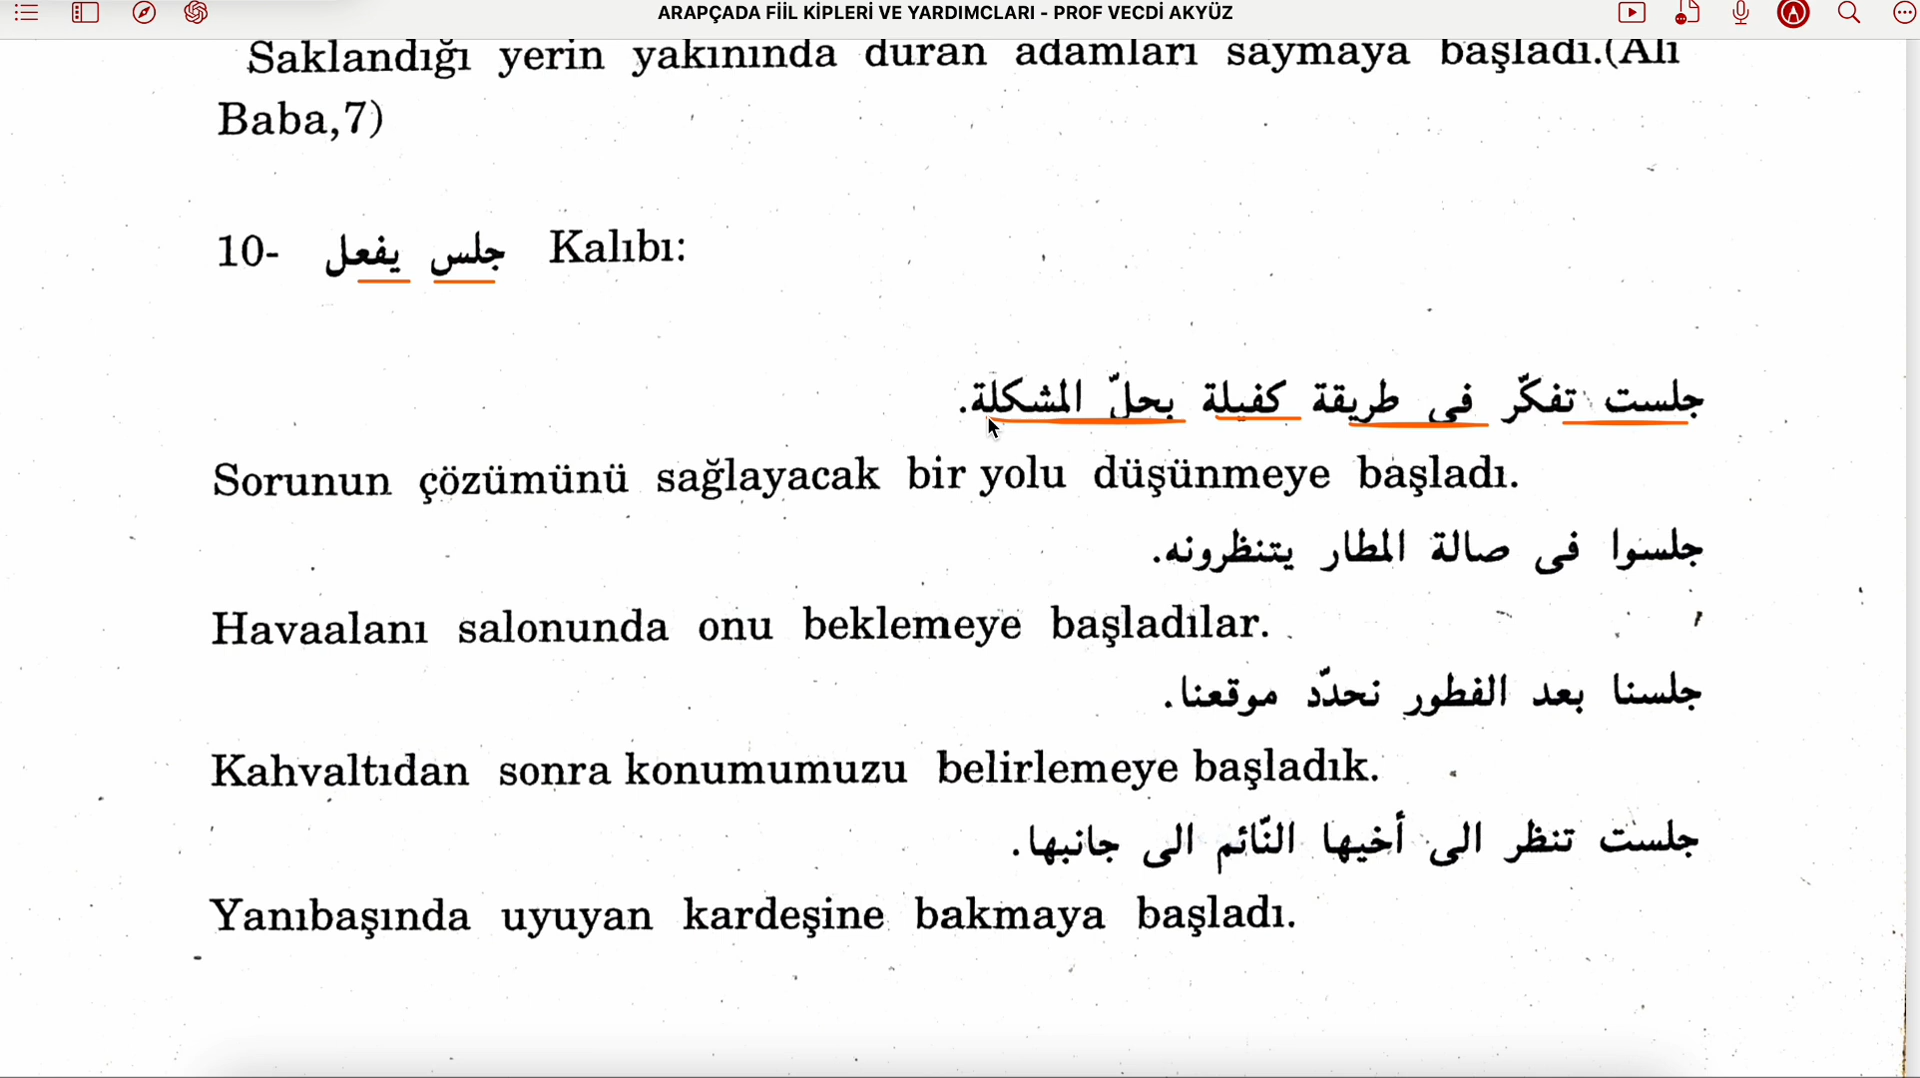 ARAPÇADA FİİL KİPLERİ VE YARDIMCLARI - PROF VECDİ AKYÜZ
Saklandığı yerin yakınında duran adamları saymaya başladı.(Ali
Baba,7)
10- جلس يفعل Kalıbı:
جلست تفكّر فى طريقة كفيلة بحلّ المشكلة.
Sorunun çözümünü sağlayacak bir yolu düşünmeye başladı.
جلسوا فى صالة المطار يتنظرونه.
Havaalanı salonunda onu beklemeye başladılar.
جلسنا بعد الفطور نحدّد موقعنا.
Kahvaltıdan sonra konumumuzu belirlemeye başladık.
جلست تنظر الى أخيها النّائم الى جانبها.
Yanıbaşında uyuyan kardeşine bakmaya başladı.